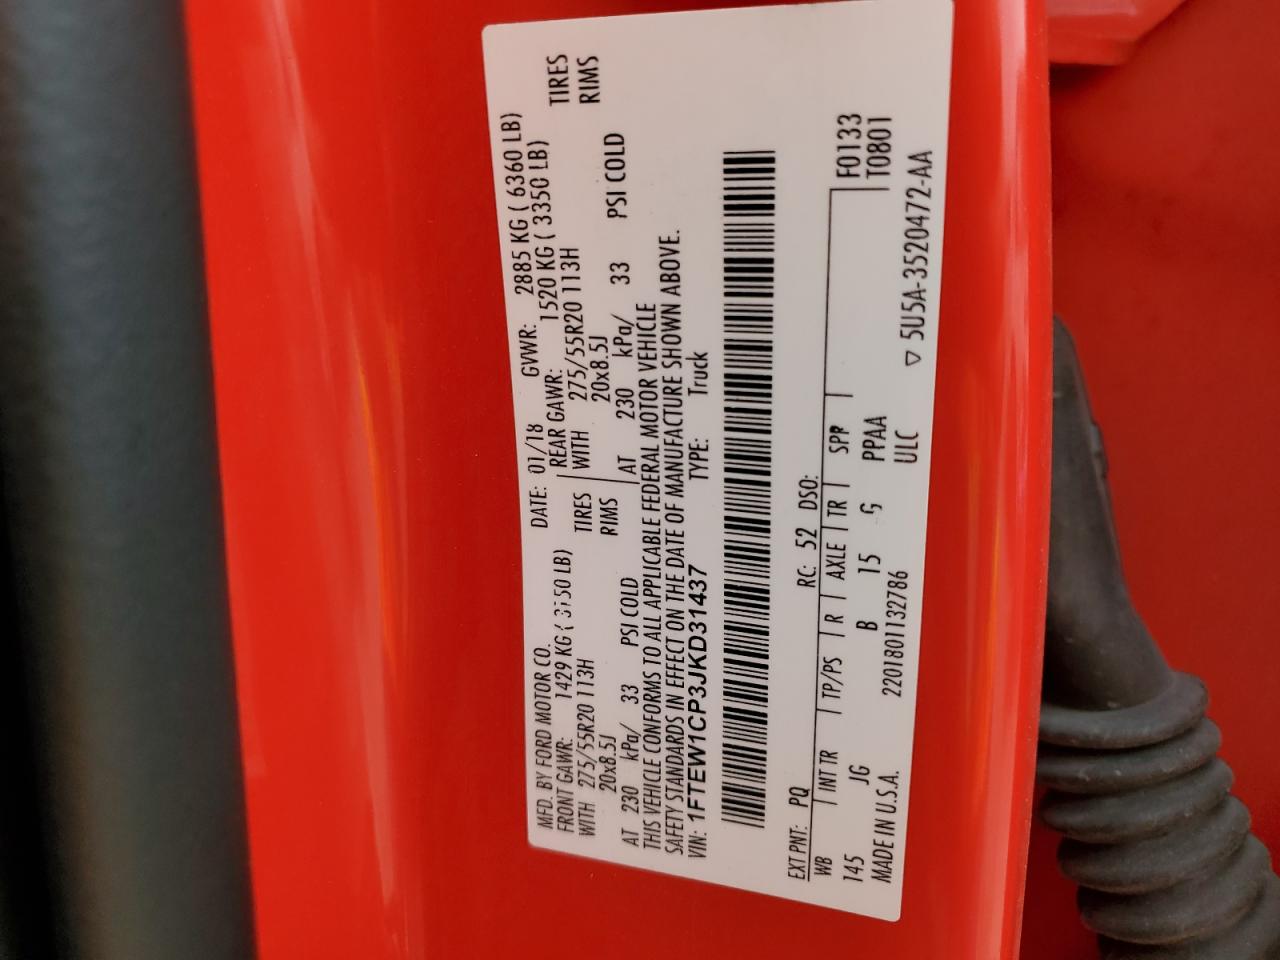 MFD. BY FORD MOTOR CO. DATE: 01/18 GVWR: 2885 KG ( 6360 LB)
FRONT GAWR: 1429 KG ( 3150 LB) REAR GAWR: 1520 KG ( 3350 LB)
WITH 275/55R20 113H TIRES WITH 275/55R20 113H TIRES
20x8.5J RIMS 20x8.5J RIMS
AT 230 kPa/ 33 PSI COLD AT 230 kPa/ 33 PSI COLD
THIS VEHICLE CONFORMS TO ALL APPLICABLE FEDERAL MOTOR VEHICLE
SAFETY STANDARDS IN EFFECT ON THE DATE OF MANUFACTURE SHOWN ABOVE.
VIN: 1FTEW1CP3JKD31437 TYPE: Truck
EXT PNT: PQ RC: 52 DSO:
WB INT TR TP/PS R AXLE TR SPR F0133
145 JG B 15 G PPAA T0801
MADE IN U.S.A. 2201801132786 ULC ▽ 5U5A-3520472-AA